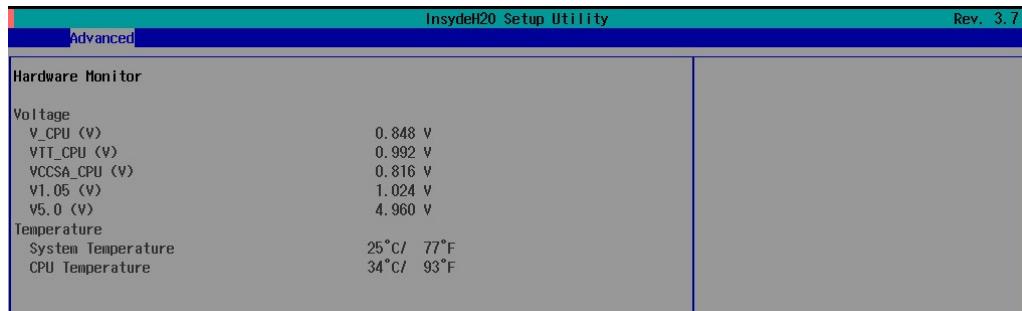 InsydeH20 Setup Utility Rev. 3.7
Advanced
Hardware Monitor
Voltage
V_CPU (V) 0.848 V
VTT_CPU (V) 0.992 V
VCCSA_CPU (V) 0.816 V
V1.05 (V) 1.024 V
V5.0 (V) 4.960 V
Temperature
System Temperature 25°C/ 77°F
CPU Temperature 34°C/ 93°F